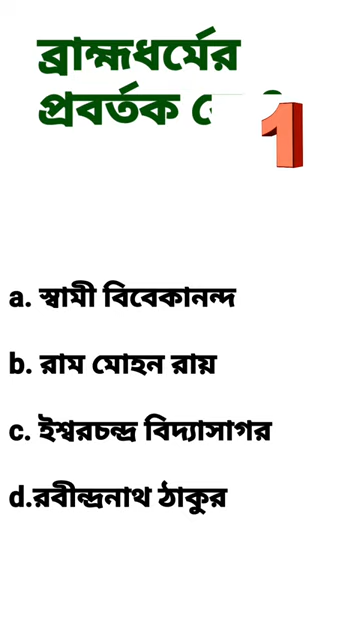 ব্রাহ্মধর্মের
প্রবর্তক
1
a. স্বামী বিবেকানন্দ
b. রাম মোহন রায়
c. ইশ্বরচন্দ্র বিদ্যাসাগর
d.রবীন্দ্রনাথ ঠাকুর